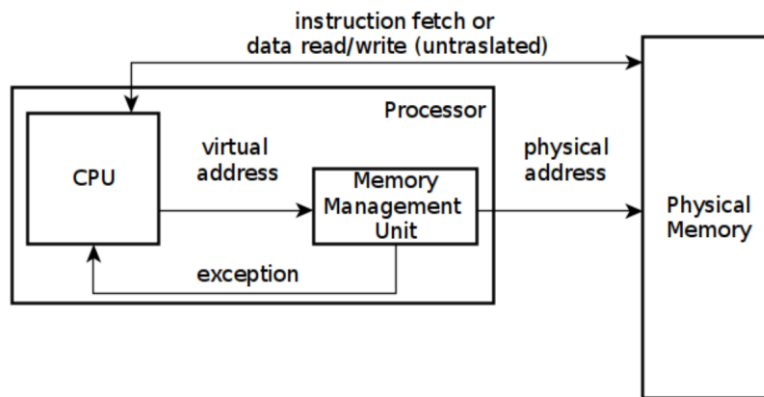 instruction fetch or
data read/write (untraslated)
Processor
CPU
virtual
address
Memory
Management
Unit
physical
address
Physical
Memory
exception